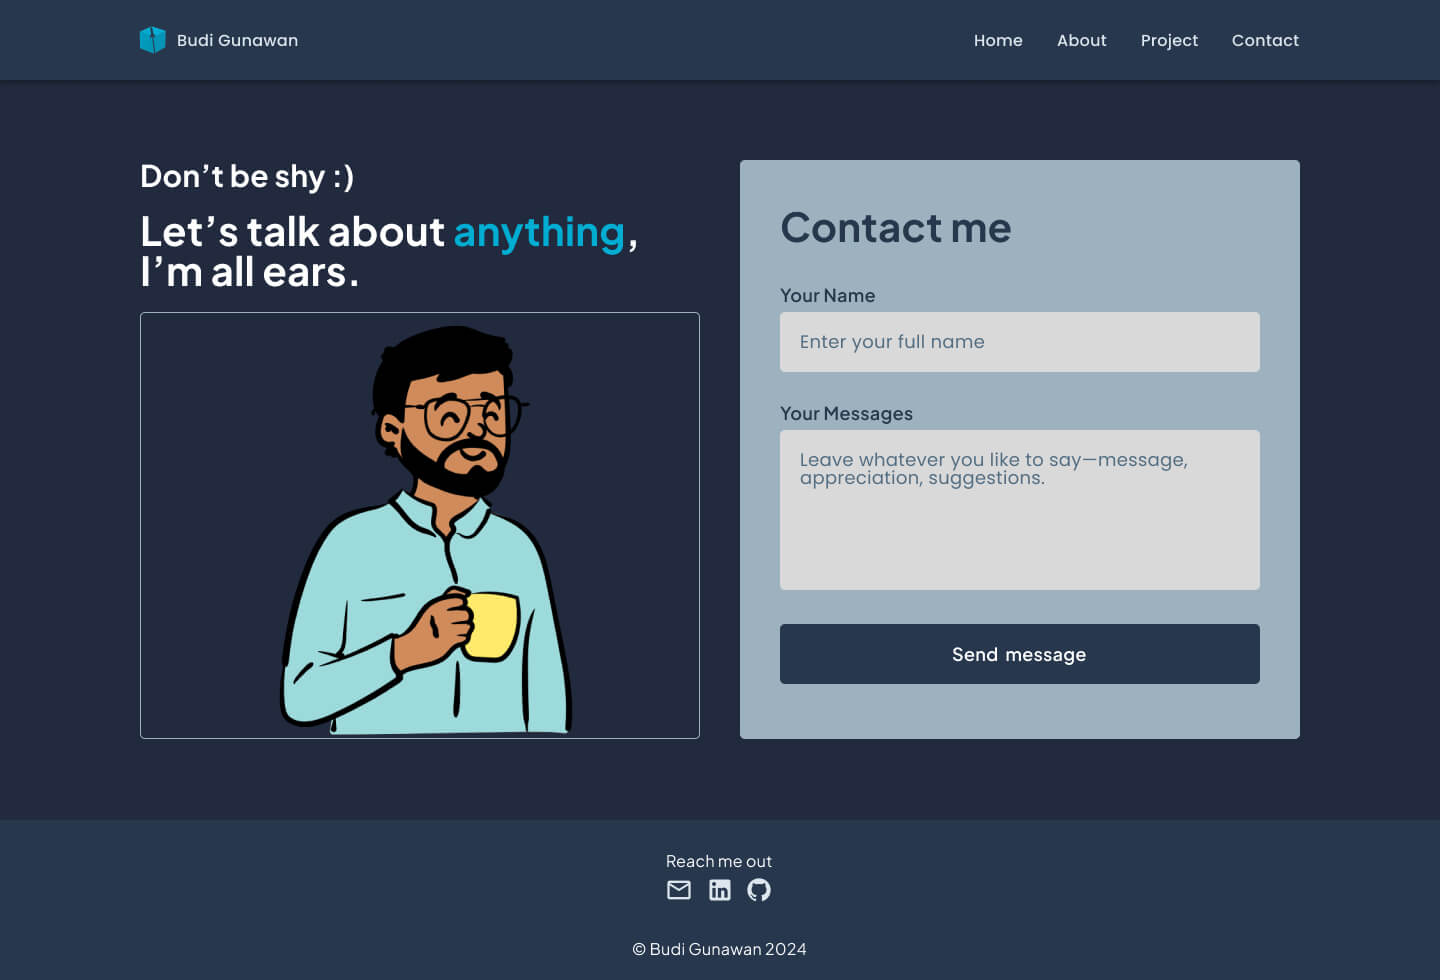 Budi Gunawan
Home
About
Project
Contact
Don’t be shy :)
Let’s talk about anything,
I’m all ears.
Contact me
Your Name
Enter your full name
Your Messages
Leave whatever you like to say—message,
appreciation, suggestions.
Send message
Reach me out
© Budi Gunawan 2024